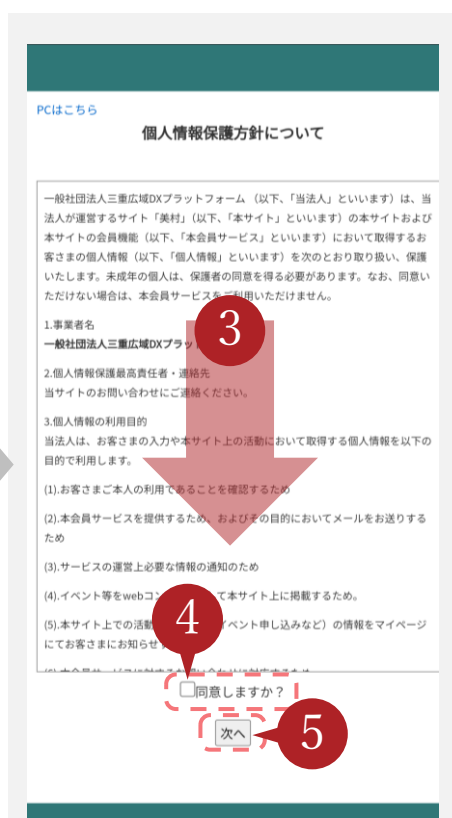 PCはこちら
個人情報保護方針について
一般社団法人三重広域DXプラットフォーム （以下、「当法人」といいます）は、当
法人が運営するサイト「美村」（以下、「本サイト」といいます）の本サイトおよび
本サイトの会員機能（以下、「本会員サービス」といいます）において取得するお
客さまの個人情報（以下、「個人情報」といいます）を次のとおり取り扱い、保護
いたします。未成年の個人は、保護者の同意を得る必要があります。なお、同意い
ただけない場合は、本会員サービスをご利用いただけません。
1.事業者名
一般社団法人三重広域DXプラッ
3
2.個人情報保護最高責任者・連絡先
当サイトのお問い合わせにご連絡ください。
3.個人情報の利用目的
当法人は、お客さまの入力や本サイト上の活動において取得する個人情報を以下の
目的で利用します。
(1).お客さまご本人の利用であることを確認するため
(2).本会員サービスを提供するため、およびその目的においてメールをお送りする
ため
(3).サービスの運営上必要な情報の通知のため
(4).イベント等をwebコン て本サイト上に掲載するため。
4
(5).本サイト上での活動 ベント申し込みなど）の情報をマイページ
にてお客さまにお知らせ
同意しますか？
次へ
5